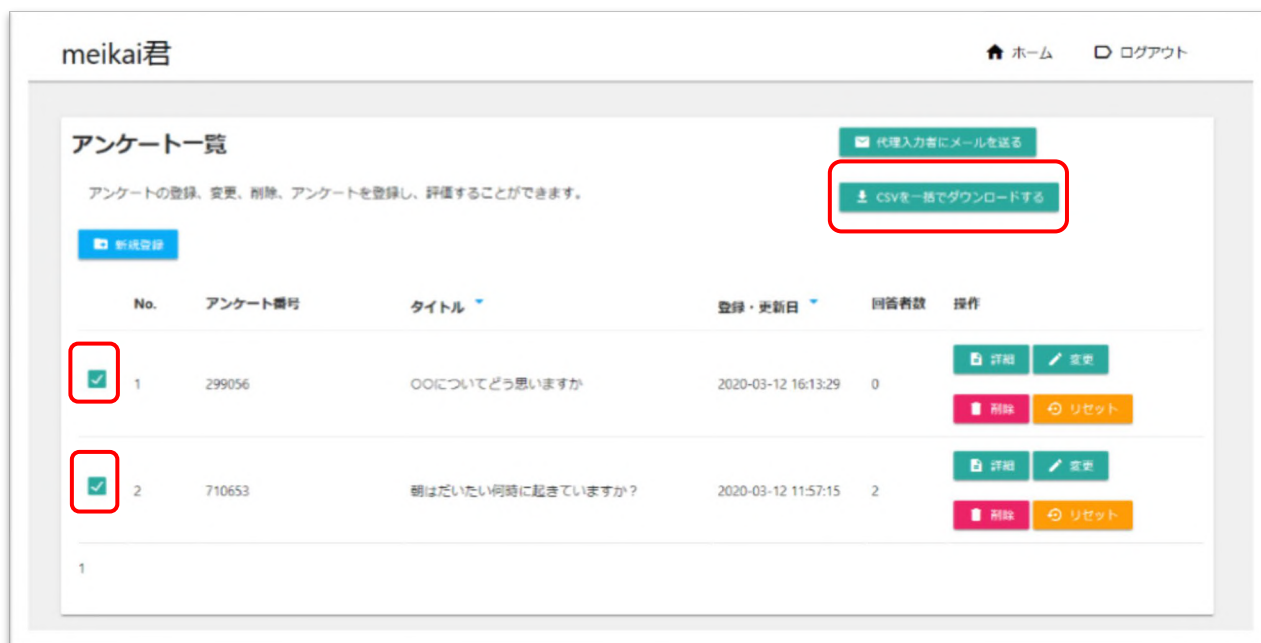 meikai君
ホーム ログアウト
アンケート一覧
代理入力者にメールを送る
アンケートの登録、変更、削除、アンケートを登録し、評価することができます。
CSVを一括でダウンロードする
新規登録
No. アンケート番号 タイトル 登録・更新日 回答者数 操作
詳細 変更
1 299056 〇〇についてどう思いますか 2020-03-12 16:13:29 0
削除 リセット
詳細 変更
2 710653 朝はだいたい何時に起きていますか？ 2020-03-12 11:57:15 2
削除 リセット
1